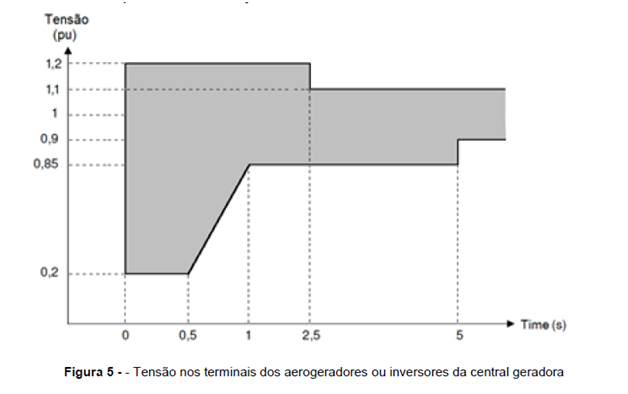 Tensão
(pu)
1,2
1,1
1
0,9
0,85
0,2
0 0,5 1 2,5 5 Time (s)
Figura 5 - - Tensão nos terminais dos aerogeradores ou inversores da central geradora